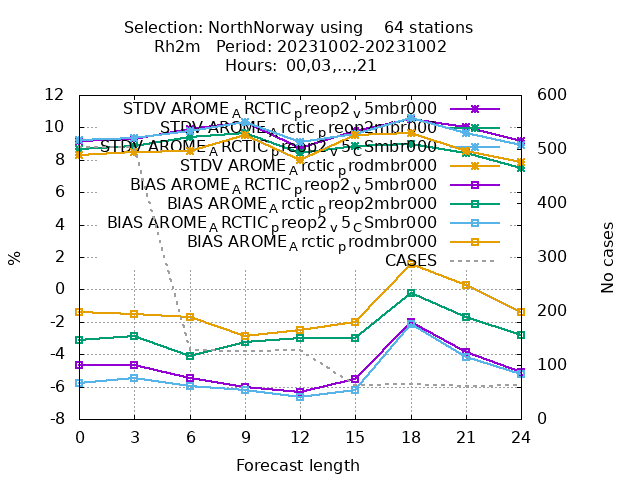 Selection: NorthNorway using 64 stations
Rh2m Period: 20231002-20231002
Hours: 00,03,...,21
12
10
8
6
4
2
0
-2
-4
-6
-8
%
600
500
400
300
200
100
0
No cases
STDV AROME_ARCTIC_preop2_v5mbr000
STDV AROME_Arctic_preop2mbr000
STDV AROME_ARCTIC_preop2_v5_CSmbr000
STDV AROME_Arctic_prodmbr000
BIAS AROME_ARCTIC_preop2_v5mbr000
BIAS AROME_Arctic_preop2mbr000
BIAS AROME_ARCTIC_preop2_v5_CSmbr000
BIAS AROME_Arctic_prodmbr000
CASES
0 3 6 9 12 15 18 21 24
Forecast length